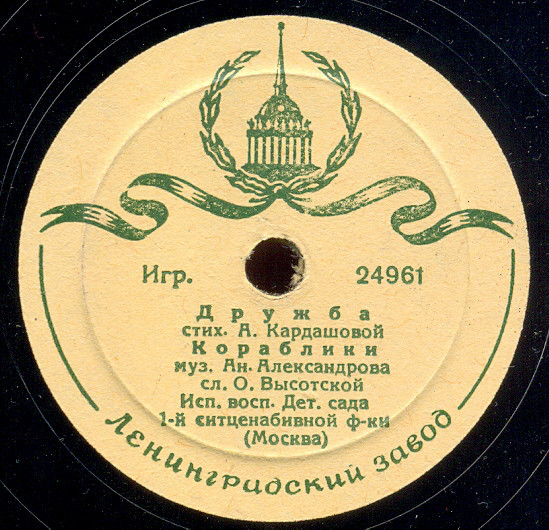 Игр. 24961
Дружба
стих. А. Кардашовой
Кораблики
муз. Ан. Александрова
сл. О. Высотской
Исп. восп. Дет. сада
1-й ситценабивной ф-ки
(Москва)
Ленинградский завод